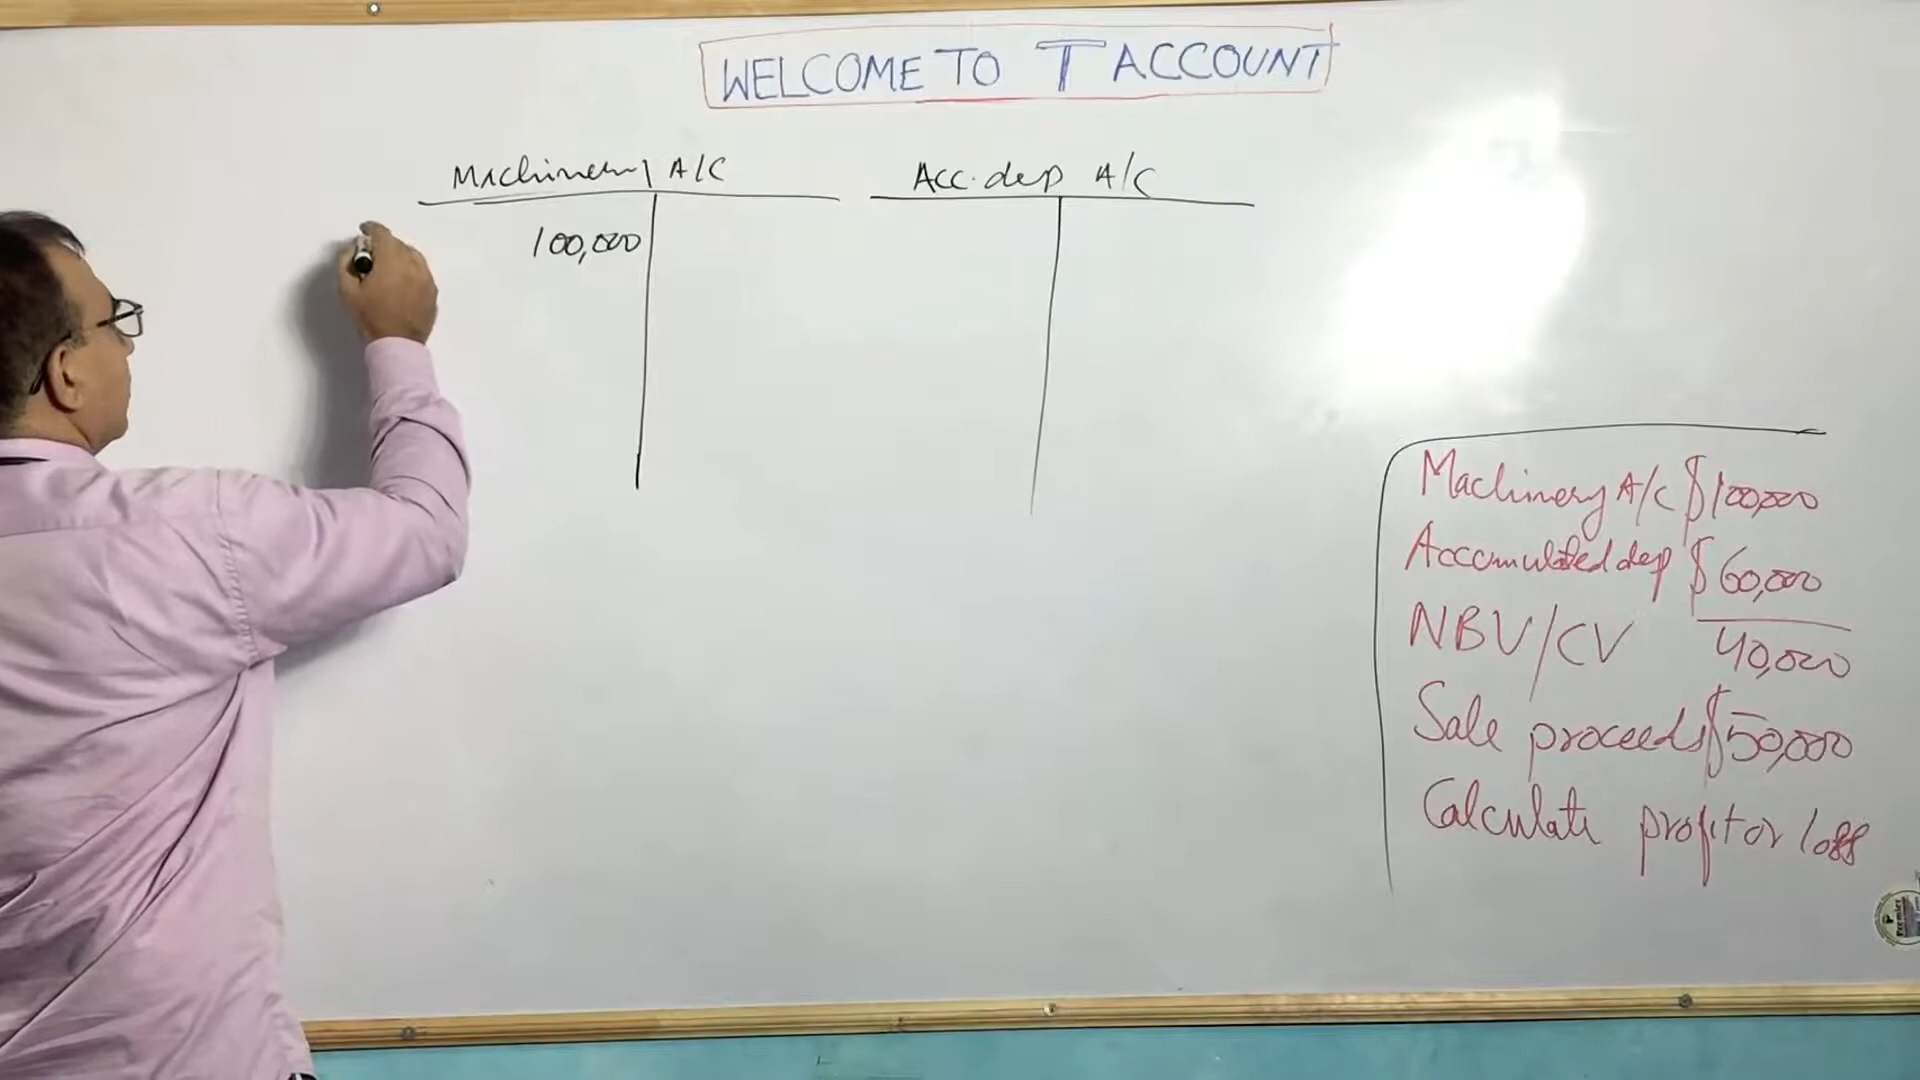 WELCOME TO T ACCOUNT
Machinery A/C
100,000
Acc. dep A/C
Machinery A/C $100,000
Accumulated dep $60,000
NBV/CV 40,000
Sale proceeds $50,000
Calculate profit or loss
Premier